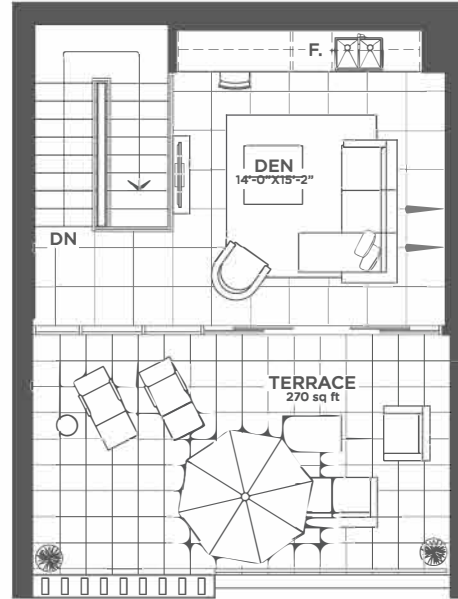 F.
DEN
14'-0"X15'-2"
DN
TERRACE
270 sq ft